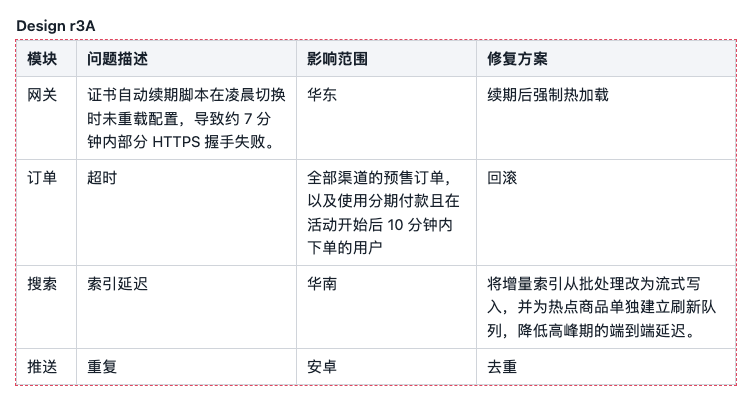 Design r3A
模块
问题描述
影响范围
修复方案
网关
证书自动续期脚本在凌晨切换
时未重载配置，导致约 7 分
钟内部分 HTTPS 握手失败。
华东
续期后强制热加载
订单
超时
全部渠道的预售订单，
以及使用分期付款且在
活动开始后 10 分钟内
下单的用户
回滚
搜索
索引延迟
华南
将增量索引从批处理改为流式写
入，并为热点商品单独建立刷新队
列，降低高峰期的端到端延迟。
推送
重复
安卓
去重